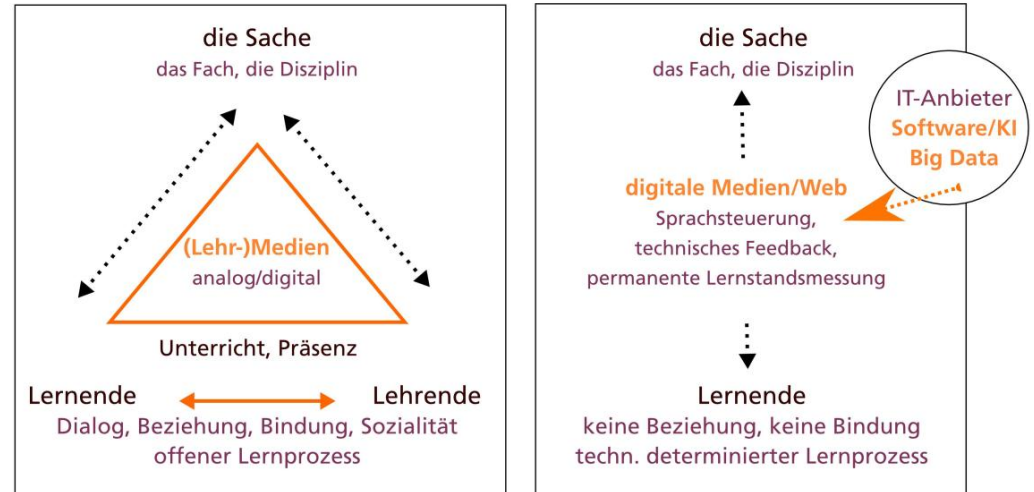 die Sache
das Fach, die Disziplin
(Lehr-)Medien
analog/digital
Unterricht, Präsenz
Lernende
Lehrende
Dialog, Beziehung, Bindung, Sozialität
offener Lernprozess
die Sache
das Fach, die Disziplin
IT-Anbieter
Software/KI
Big Data
digitale Medien/Web
Sprachsteuerung,
technisches Feedback,
permanente Lernstandsmessung
Lernende
keine Beziehung, keine Bindung
techn. determinierter Lernprozess